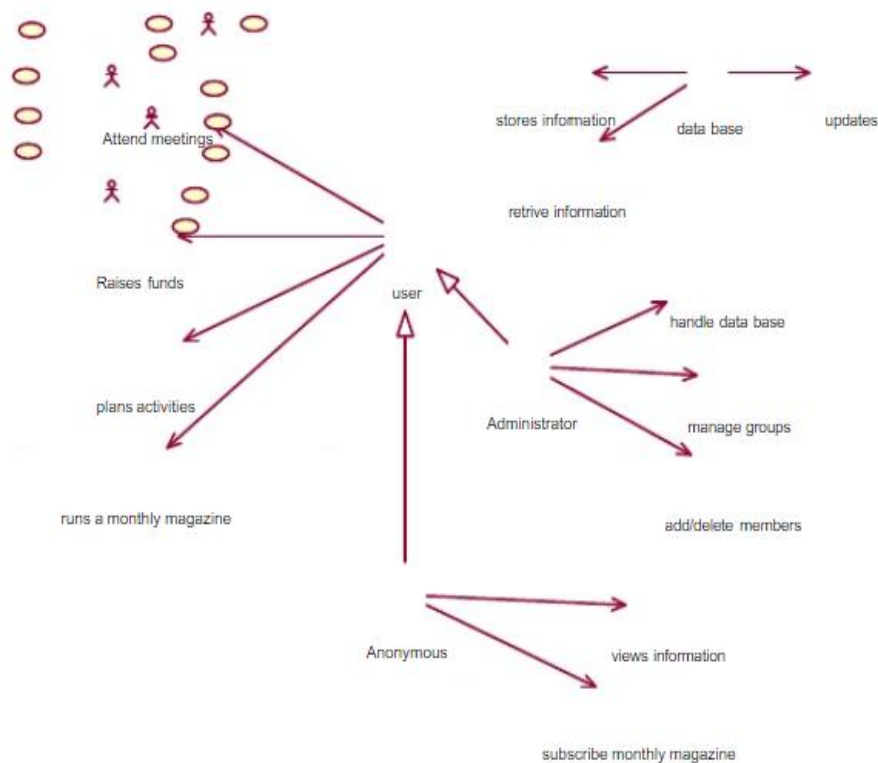 stores information
data base
updates
Attend meetings
retrive information
Raises funds
user
handle data base
plans activities
Administrator
manage groups
runs a monthly magazine
add/delete members
Anonymous
views information
subscribe monthly magazine